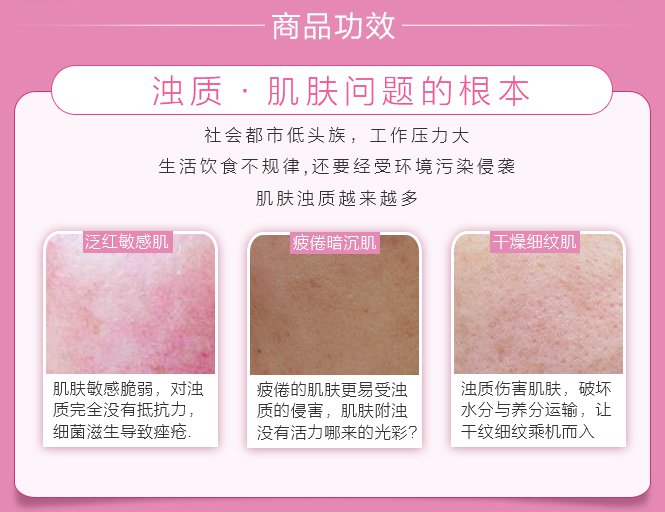 商品功效
浊质·肌肤问题的根本
社会都市低头族，工作压力大
生活饮食不规律,还要经受环境污染侵袭
肌肤浊质越来越多
泛红敏感肌
疲倦暗沉肌
干燥细纹肌
肌肤敏感脆弱，对浊
质完全没有抵抗力，
细菌滋生导致痤疮.
疲倦的肌肤更易受浊
质的侵害，肌肤附浊
没有活力哪来的光彩?
浊质伤害肌肤，破坏
水分与养分运输，让
干纹细纹乘机而入